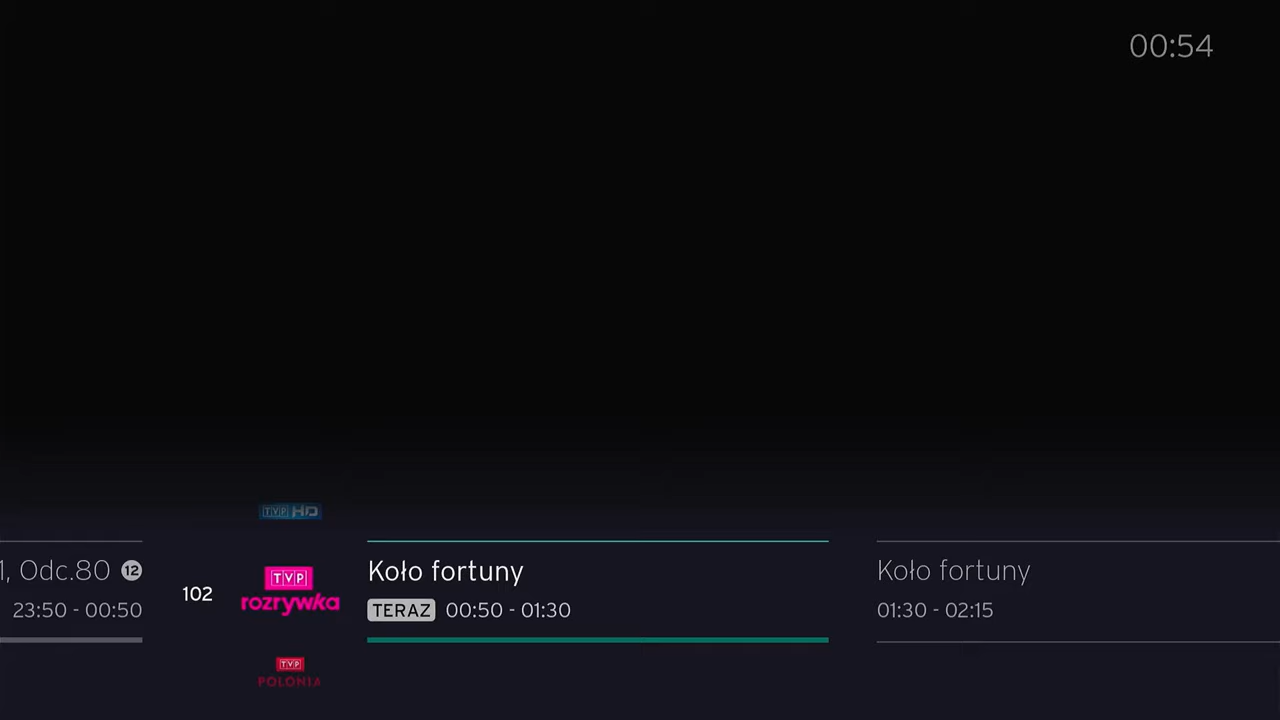 00:54
TVP HD
1, Odc.80 12
23:50 - 00:50
102
TVP
rozrywka
Koło fortuny
TERAZ 00:50 - 01:30
Koło fortuny
01:30 - 02:15
TVP
POLONIA